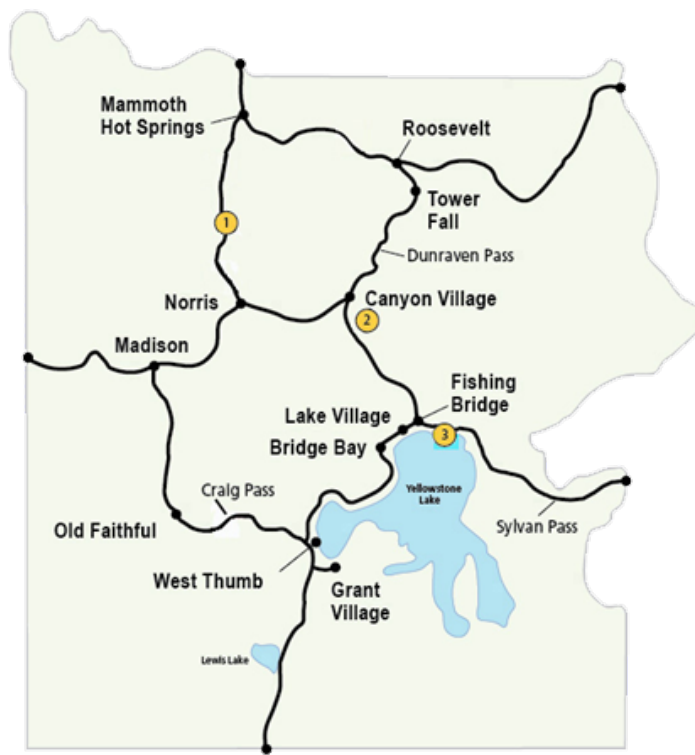 Mammoth
Hot Springs
Roosevelt
Tower
Fall
1
Dunraven Pass
Norris
Canyon Village
2
Madison
Fishing
Bridge
Lake Village
3
Bridge Bay
Yellowstone
Lake
Cralg Pass
Old Faithful
Sylvan Pass
West Thumb
Grant
Village
Lewis Lake